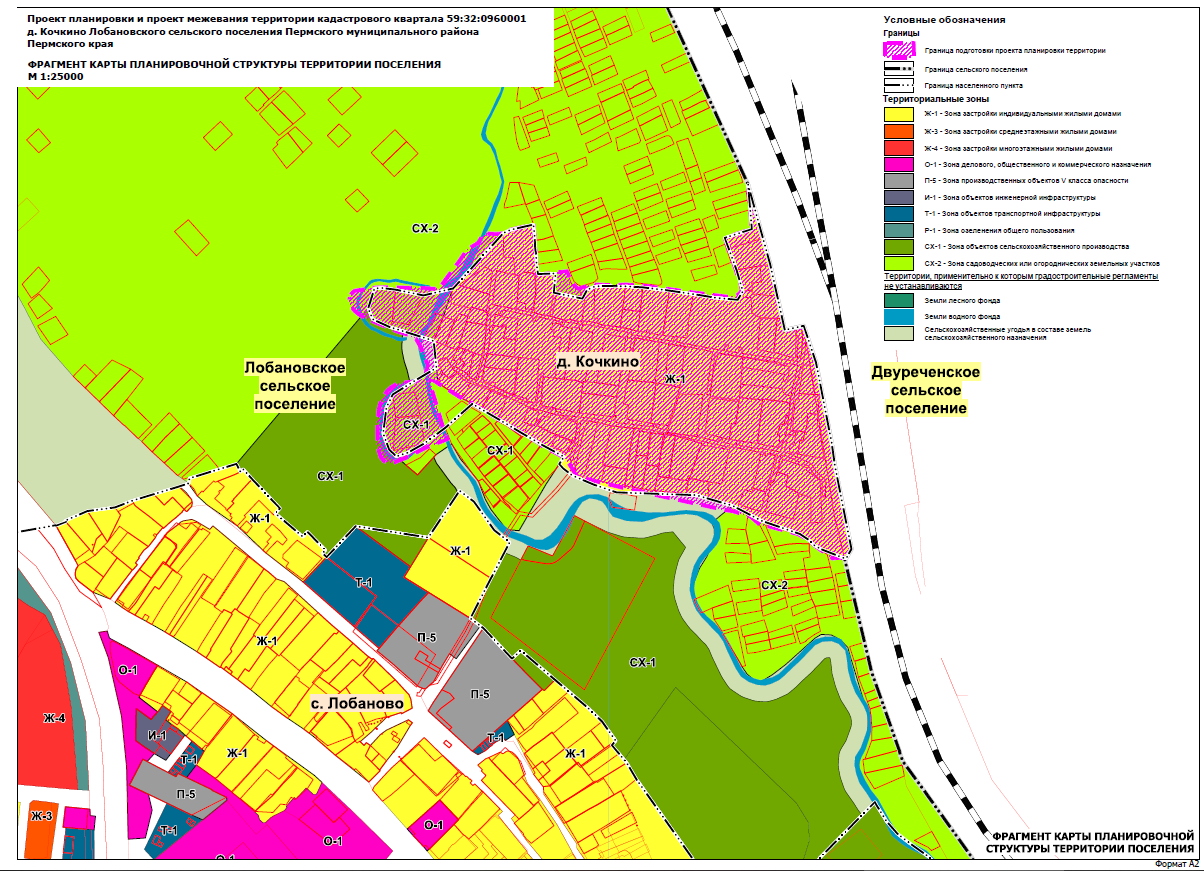 Проект планировки и проект межевания территории кадастрового квартала 59:32:0960001
д. Кочкино Лобановского сельского поселения Пермского муниципального района
Пермского края
ФРАГМЕНТ КАРТЫ ПЛАНИРОВОЧНОЙ СТРУКТУРЫ ТЕРРИТОРИИ ПОСЕЛЕНИЯ
М 1:25000
Условные обозначения
Границы
Граница подготовки проекта планировки территории
Граница сельского поселения
Граница населенного пункта
Территориальные зоны
Ж-1 - Зона застройки индивидуальными жилыми домами
Ж-3 - Зона застройки среднеэтажными жилыми домами
Ж-4 - Зона застройки многоэтажными жилыми домами
О-1 - Зона делового, общественного и коммерческого назначения
П-5 - Зона производственных объектов V класса опасности
И-1 - Зона объектов инженерной инфраструктуры
Т-1 - Зона объектов транспортной инфраструктуры
Р-1 - Зона озеленения общего пользования
СХ-1 - Зона объектов сельскохозяйственного производства
СХ-2 - Зона садоводческих или огороднических земельных участков
Территории, применительно к которым градостроительные регламенты
не устанавливаются
Земли лесного фонда
Земли водного фонда
Сельскохозяйственные угодья в составе земель
сельскохозяйственного назначения
СХ-2
д. Кочкино
Ж-1
Лобановское
сельское
поселение
Двуреченское
сельское
поселение
СХ-1
СХ-1
СХ-1
Ж-1
Ж-1
Т-1
СХ-2
Ж-1
П-5
СХ-1
О-1
П-5
с. Лобаново
Ж-4
И-1
Т-1
Ж-1
Т-1
Ж-1
П-5
Ж-3
Т-1
О-1
О-1
О-1
ФРАГМЕНТ КАРТЫ ПЛАНИРОВОЧНОЙ
СТРУКТУРЫ ТЕРРИТОРИИ ПОСЕЛЕНИЯ
Формат А2